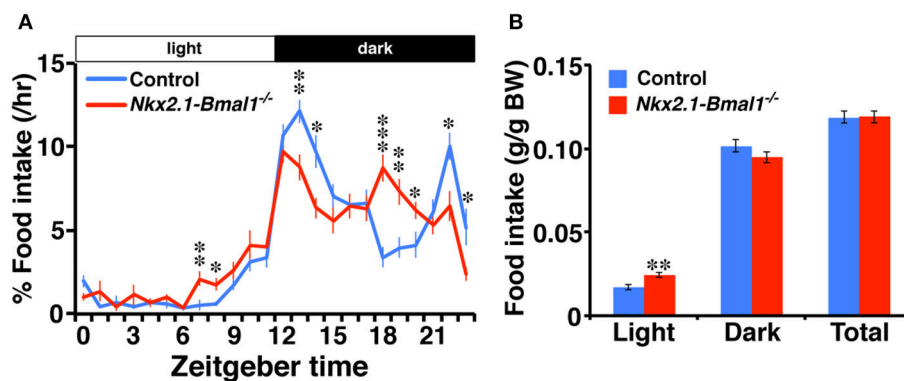 A
light dark
15
10
5
0
% Food intake (/hr)
Control
Nkx2.1-Bmal1-/-
** * ** * *** ** * * *
0 3 6 9 12 15 18 21
Zeitgeber time
B
0.15
0.10
0.05
0
Food intake (g/g BW)
Control
Nkx2.1-Bmal1-/-
**
Light Dark Total